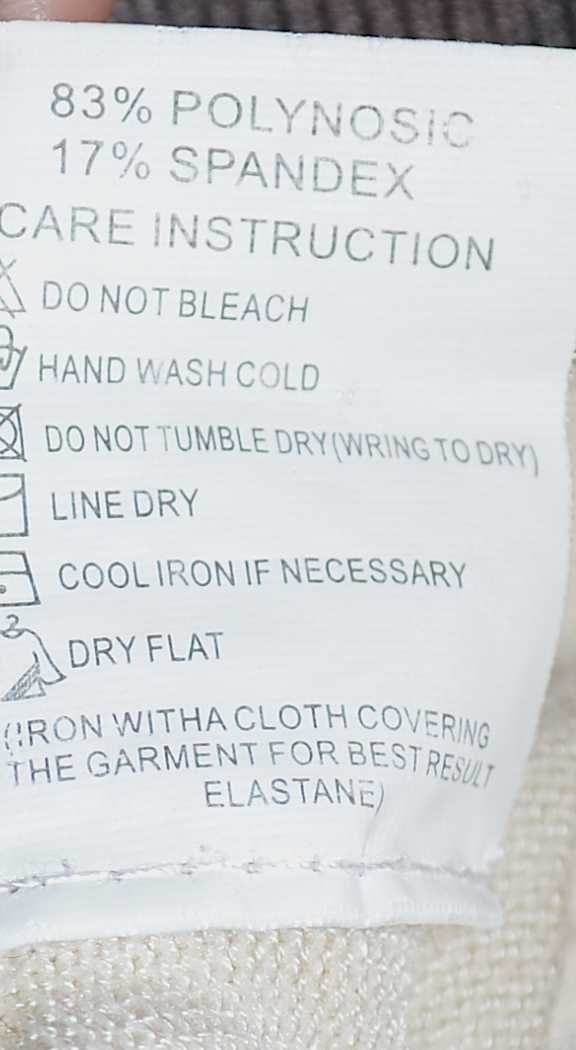 83% POLYNOSIC
17% SPANDEX
CARE INSTRUCTION
DO NOT BLEACH
HAND WASH COLD
DO NOT TUMBLE DRY(WRING TO DRY)
LINE DRY
COOL IRON IF NECESSARY
DRY FLAT
(IRON WITHA CLOTH COVERING
THE GARMENT FOR BEST RESULT
ELASTANE)